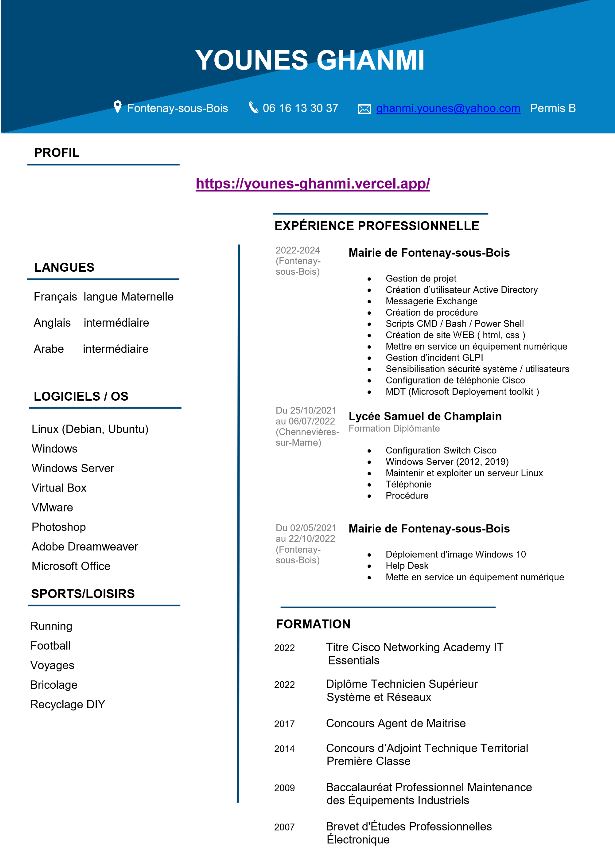 YOUNES GHANMI
Fontenay-sous-Bois 06 16 13 30 37 ghanmi.younes@yahoo.com Permis B
PROFIL
https://younes-ghanmi.vercel.app/
LANGUES
Français langue Maternelle
Anglais intermédiaire
Arabe intermédiaire
LOGICIELS / OS
Linux (Debian, Ubuntu)
Windows
Windows Server
Virtual Box
VMware
Photoshop
Adobe Dreamweaver
Microsoft Office
SPORTS/LOISIRS
Running
Football
Voyages
Bricolage
Recyclage DIY
EXPÉRIENCE PROFESSIONNELLE
2022-2024
(Fontenay-
sous-Bois)
Mairie de Fontenay-sous-Bois
• Gestion de projet
• Création d'utilisateur Active Directory
• Messagerie Exchange
• Création de procédure
• Scripts CMD / Bash / Power Shell
• Création de site WEB ( html, css )
• Mettre en service un équipement numérique
• Gestion d'incident GLPI
• Sensibilisation sécurité système / utilisateurs
• Configuration de téléphonie Cisco
• MDT (Microsoft Deployement toolkit )
Du 25/10/2021
au 06/07/2022
(Chennevières-
sur-Marne)
Lycée Samuel de Champlain
Formation Diplômante
• Configuration Switch Cisco
• Windows Server (2012, 2019)
• Maintenir et exploiter un serveur Linux
• Téléphonie
• Procédure
Du 02/05/2021
au 22/10/2022
(Fontenay-
sous-Bois)
Mairie de Fontenay-sous-Bois
• Déploiement d'image Windows 10
• Help Desk
• Mette en service un équipement numérique
FORMATION
2022 Titre Cisco Networking Academy IT
Essentials
2022 Diplôme Technicien Supérieur
Système et Réseaux
2017 Concours Agent de Maitrise
2014 Concours d'Adjoint Technique Territorial
Première Classe
2009 Baccalauréat Professionnel Maintenance
des Équipements Industriels
2007 Brevet d'Études Professionnelles
Électronique